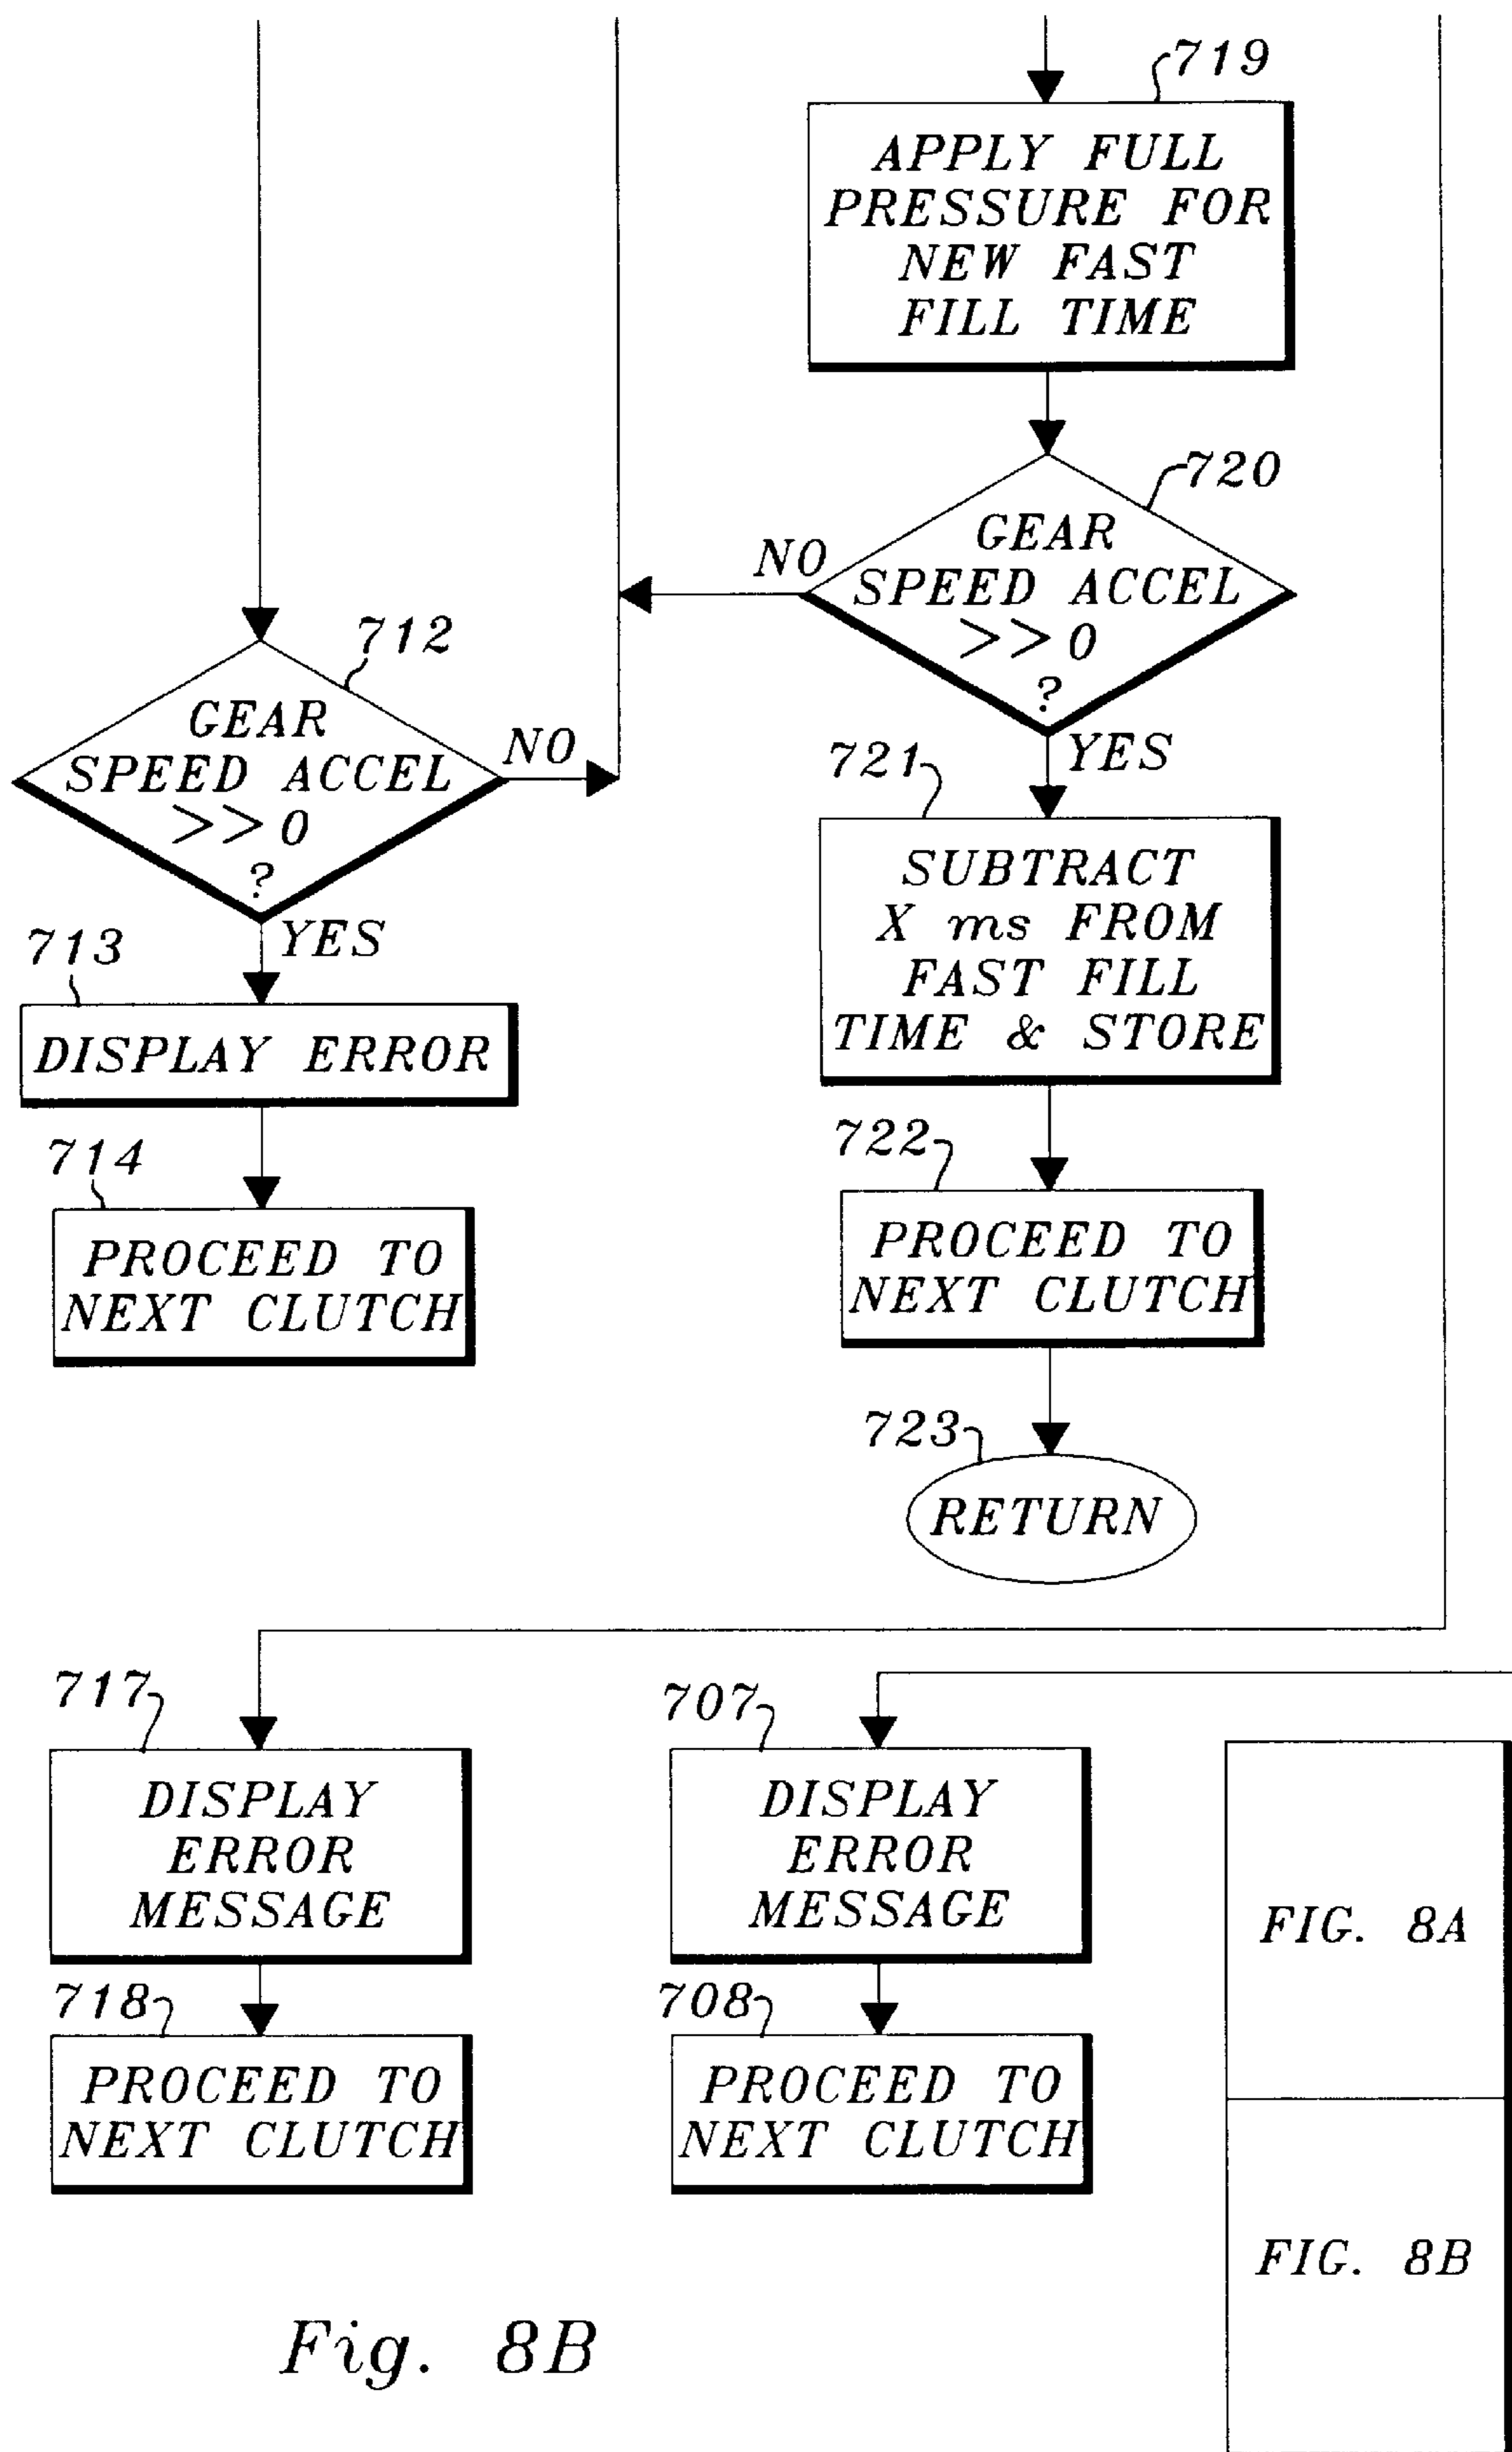 719
APPLY FULL
PRESSURE FOR
NEW FAST
FILL TIME
720
GEAR
SPEED ACCEL
>> 0
?
NO
YES
712
GEAR
SPEED ACCEL
>> 0
?
NO
YES
721
SUBTRACT
X ms FROM
FAST FILL
TIME & STORE
713
DISPLAY ERROR
714
PROCEED TO
NEXT CLUTCH
722
PROCEED TO
NEXT CLUTCH
723
RETURN
717
DISPLAY
ERROR
MESSAGE
718
PROCEED TO
NEXT CLUTCH
707
DISPLAY
ERROR
MESSAGE
708
PROCEED TO
NEXT CLUTCH
FIG. 8A
FIG. 8B
Fig. 8B